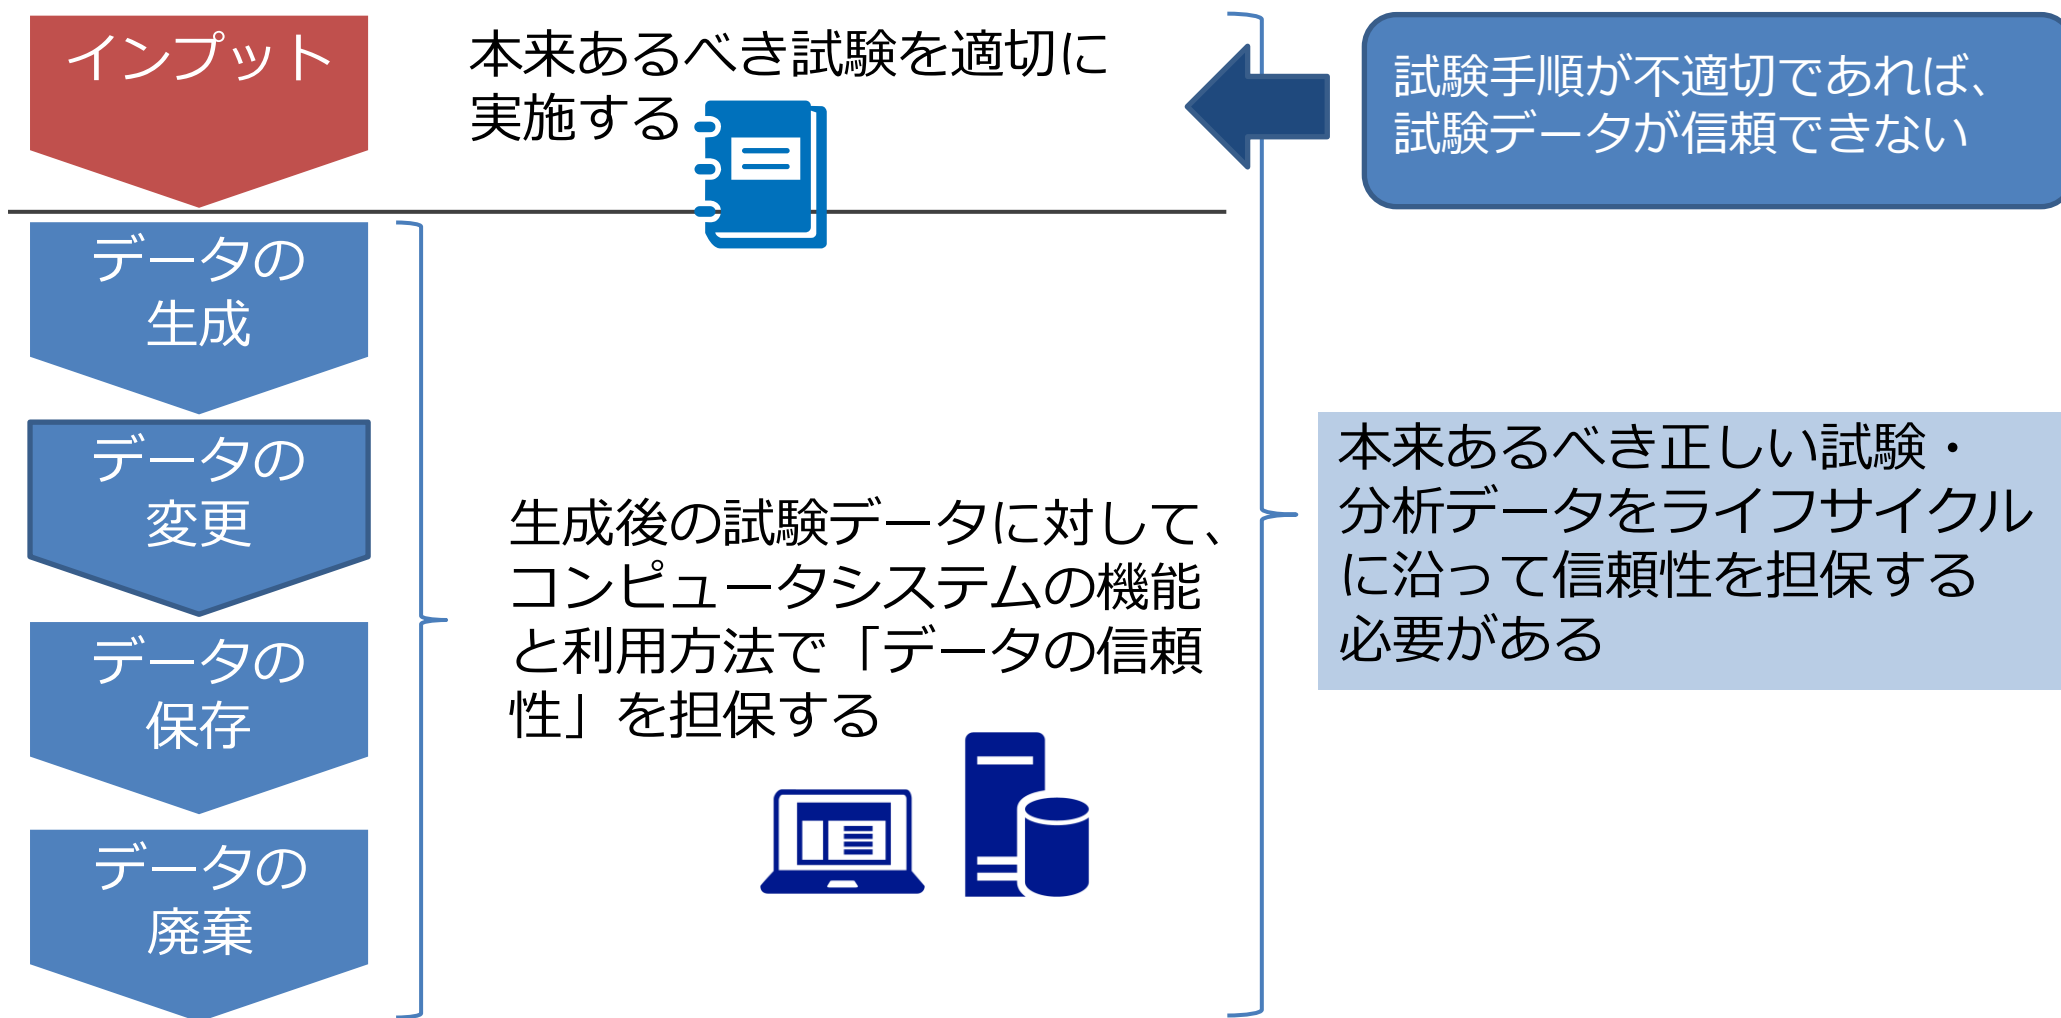 インプット
本来あるべき試験を適切に
実施する
試験手順が不適切であれば、
試験データが信頼できない
データの
生成
データの
変更
データの
保存
データの
廃棄
生成後の試験データに対して、
コンピュータシステムの機能
と利用方法で「データの信頼
性」を担保する
本来あるべき正しい試験・
分析データをライフサイクル
に沿って信頼性を担保する
必要がある